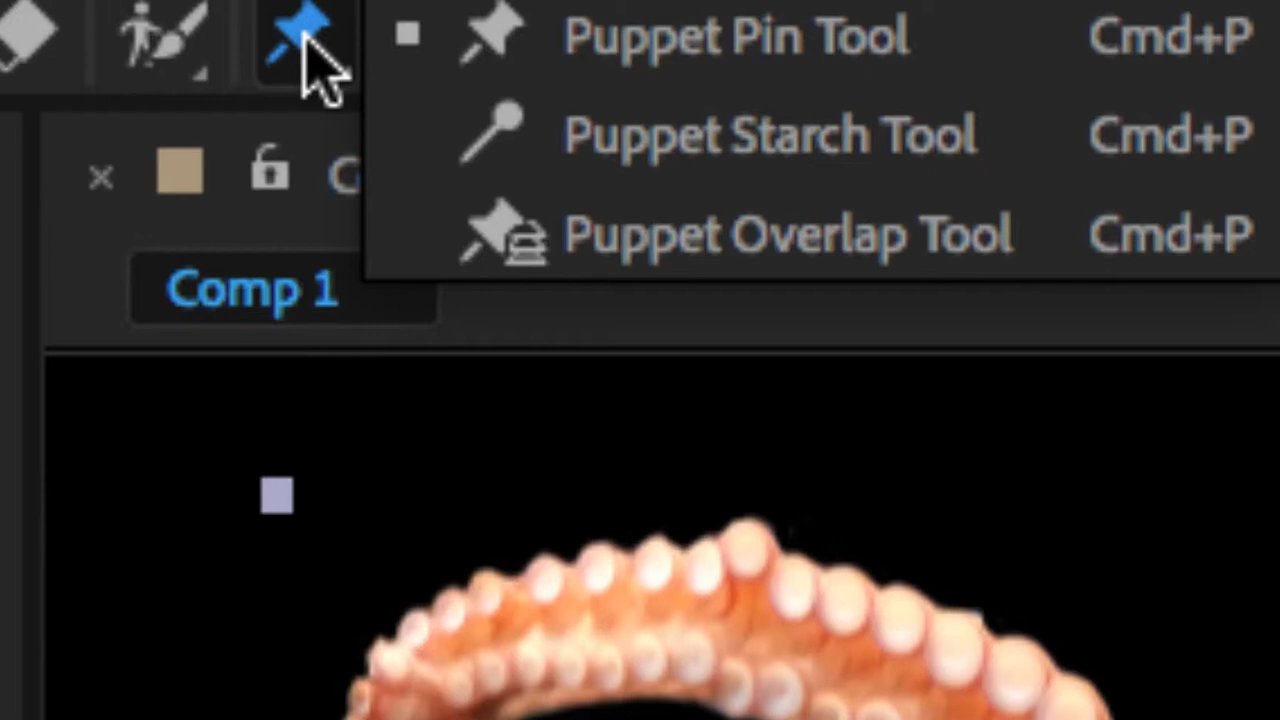 Puppet Pin Tool Cmd+P
Puppet Starch Tool Cmd+P
Puppet Overlap Tool Cmd+P
Comp 1